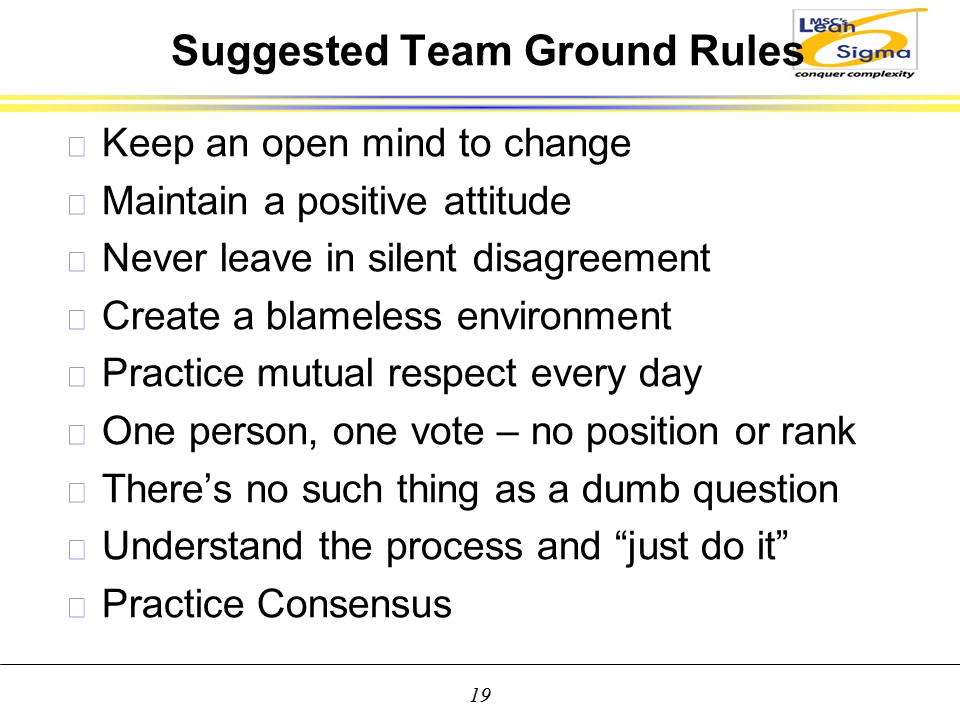 Suggested Team Ground Rules
MSC's
Lean
Sigma
conquer complexity
Keep an open mind to change
Maintain a positive attitude
Never leave in silent disagreement
Create a blameless environment
Practice mutual respect every day
One person, one vote – no position or rank
There’s no such thing as a dumb question
Understand the process and “just do it”
Practice Consensus
19